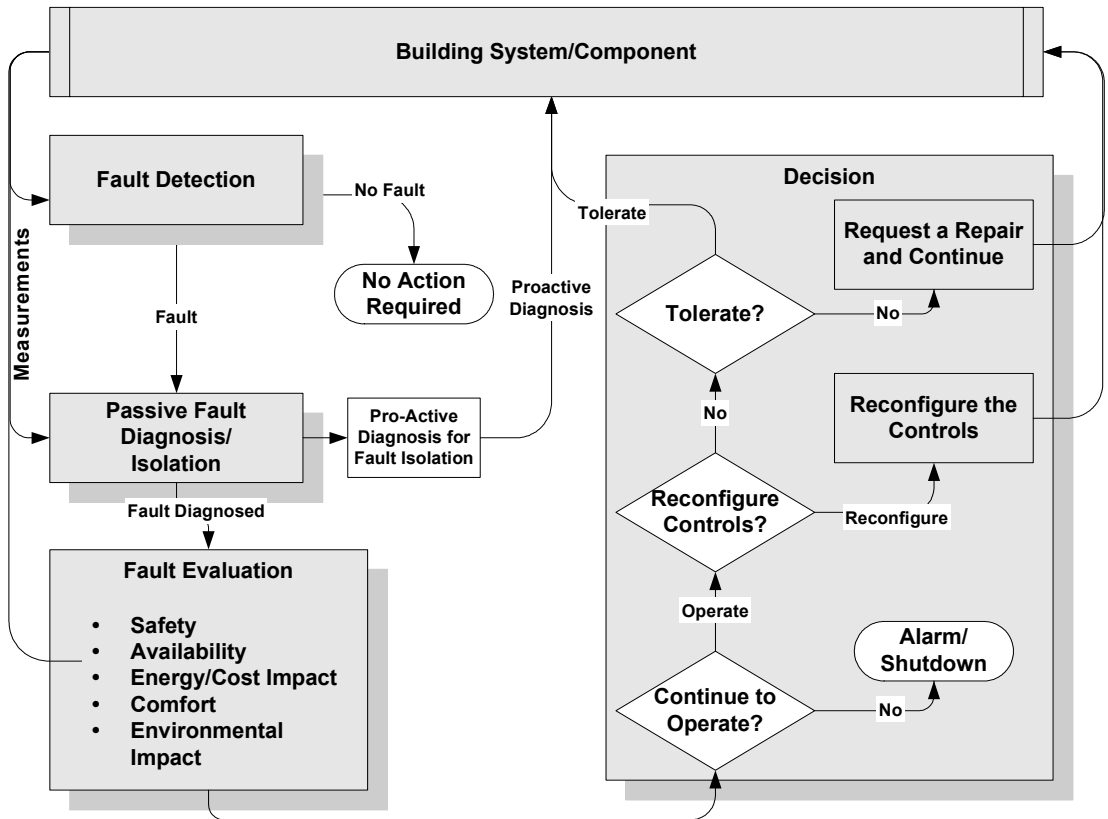 Building System/Component
Fault Detection
No Fault
No Action
Required
Measurements
Fault
Proactive
Diagnosis
Passive Fault
Diagnosis/
Isolation
Pro-Active
Diagnosis for
Fault Isolation
Fault Diagnosed
Fault Evaluation
• Safety
• Availability
• Energy/Cost Impact
• Comfort
• Environmental
Impact
Decision
Tolerate
Request a Repair
and Continue
Tolerate?
No
No
Reconfigure the
Controls
Reconfigure
Controls?
Reconfigure
Operate
Alarm/
Shutdown
Continue to
Operate?
No